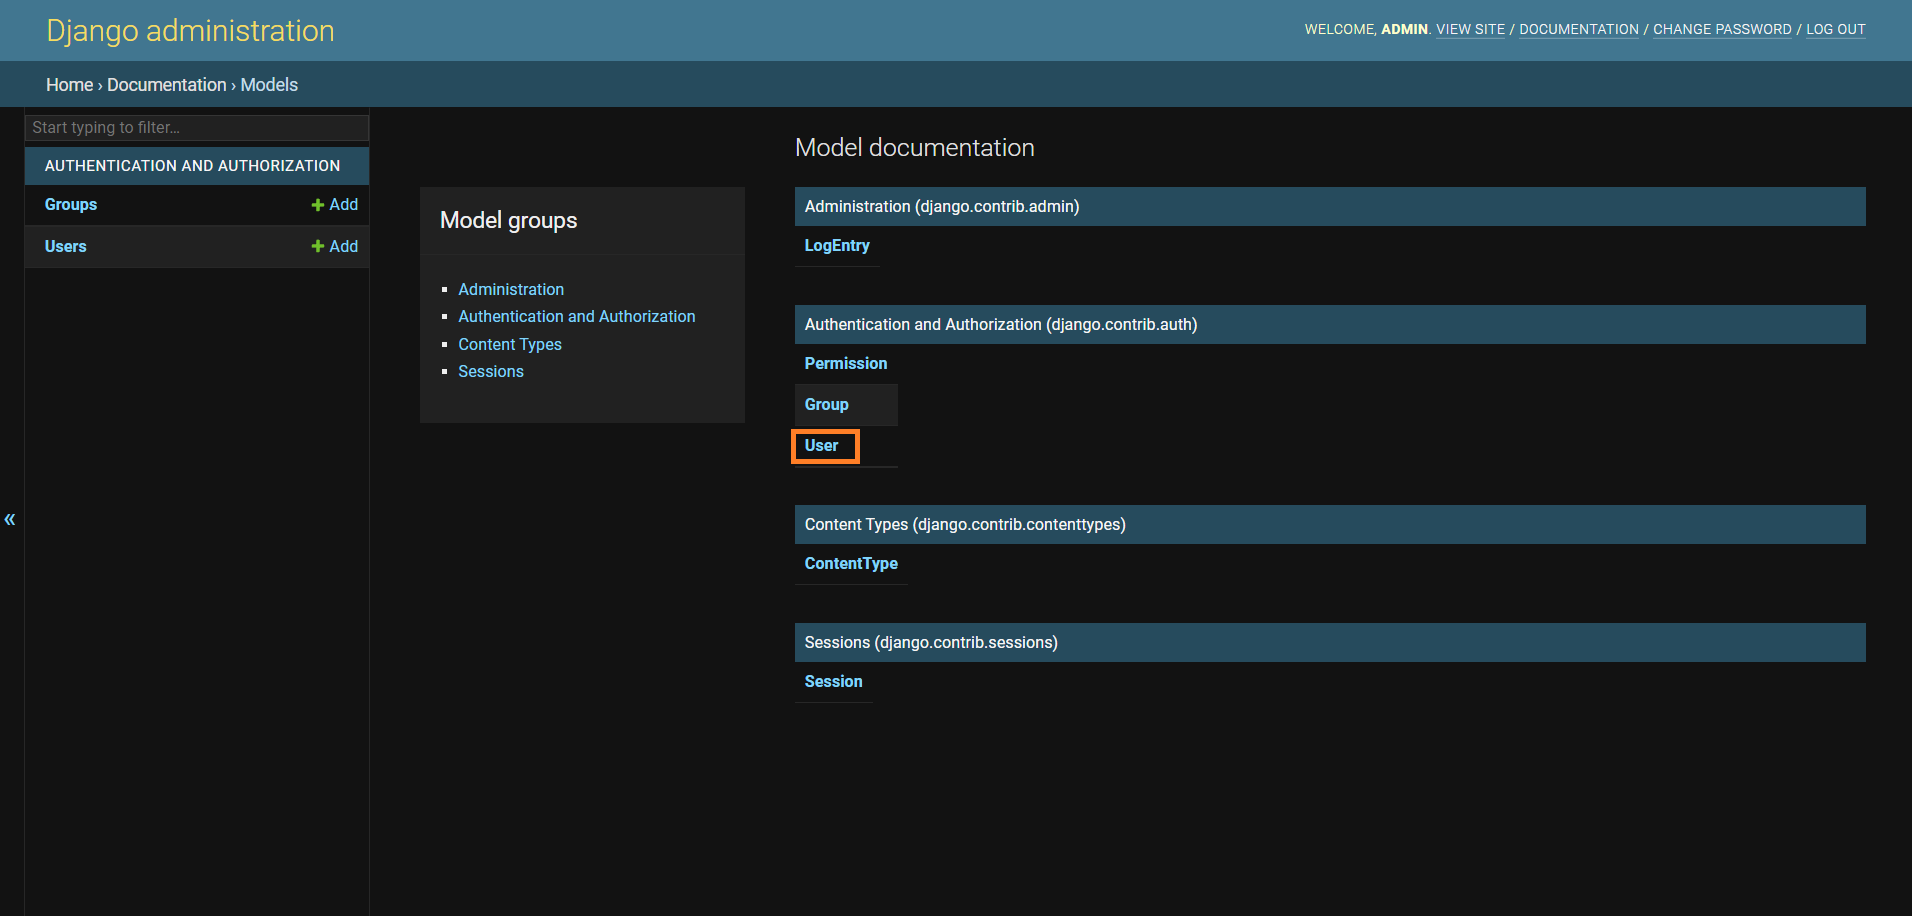 Django administration
WELCOME, ADMIN. VIEW SITE / DOCUMENTATION / CHANGE PASSWORD / LOG OUT
Home › Documentation › Models
Start typing to filter...
AUTHENTICATION AND AUTHORIZATION
Groups + Add
Users + Add
«
Model documentation
Model groups
Administration
Authentication and Authorization
Content Types
Sessions
Administration (django.contrib.admin)
LogEntry
Authentication and Authorization (django.contrib.auth)
Permission
Group
User
Content Types (django.contrib.contenttypes)
ContentType
Sessions (django.contrib.sessions)
Session